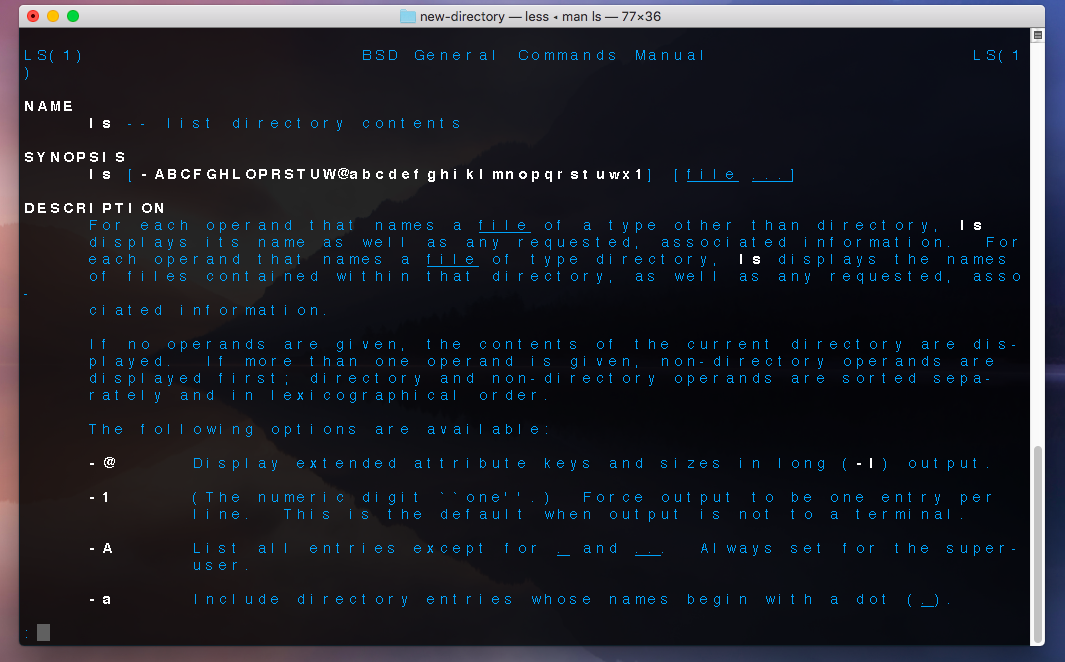 new-directory — less ◂ man ls — 77×36
LS(1) BSD General Commands Manual LS(1
)
NAME
ls -- list directory contents
SYNOPSIS
ls [-ABCFGHLOPRSTUW@abcdefghiklmnopqrstuwx1] [file ...]
DESCRIPTION
For each operand that names a file of a type other than directory, ls
displays its name as well as any requested, associated information. For
each operand that names a file of type directory, ls displays the names
of files contained within that directory, as well as any requested, asso
-
ciated information.
If no operands are given, the contents of the current directory are dis-
played. If more than one operand is given, non-directory operands are
displayed first; directory and non-directory operands are sorted sepa-
rately and in lexicographical order.
The following options are available:
-@ Display extended attribute keys and sizes in long (-l) output.
-1 (The numeric digit ``one''.) Force output to be one entry per
line. This is the default when output is not to a terminal.
-A List all entries except for . and ... Always set for the super-
user.
-a Include directory entries whose names begin with a dot (.).
: